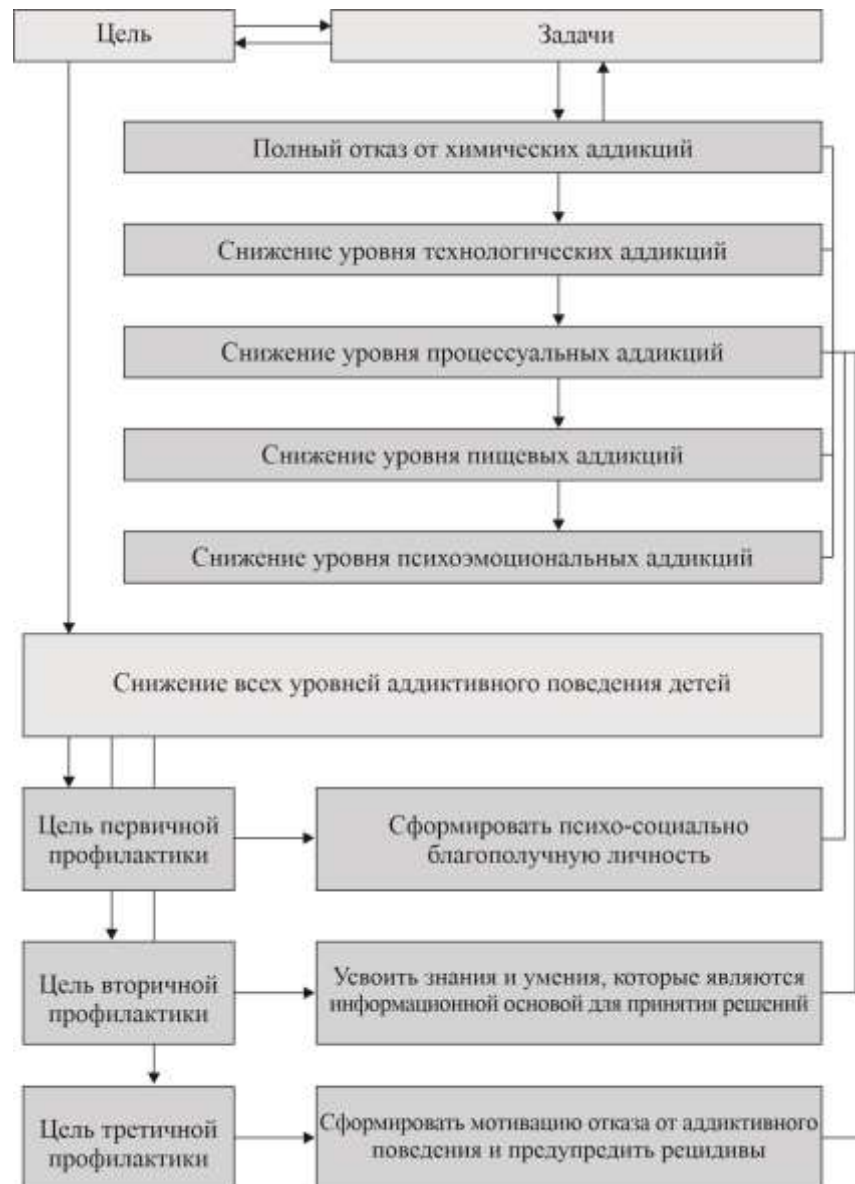 Цель
Задачи
Полный отказ от химических аддикций
Снижение уровня технологических аддикций
Снижение уровня процессуальных аддикций
Снижение уровня пищевых аддикций
Снижение уровня психоэмоциональных аддикций
Снижение всех уровней аддиктивного поведения детей
Цель первичной
профилактики
Сформировать психо-социально
благополучную личность
Цель вторичной
профилактики
Усвоить знания и умения, которые являются
информационной основой для принятия решений
Цель третичной
профилактики
Сформировать мотивацию отказа от аддиктивного
поведения и предупредить рецидивы